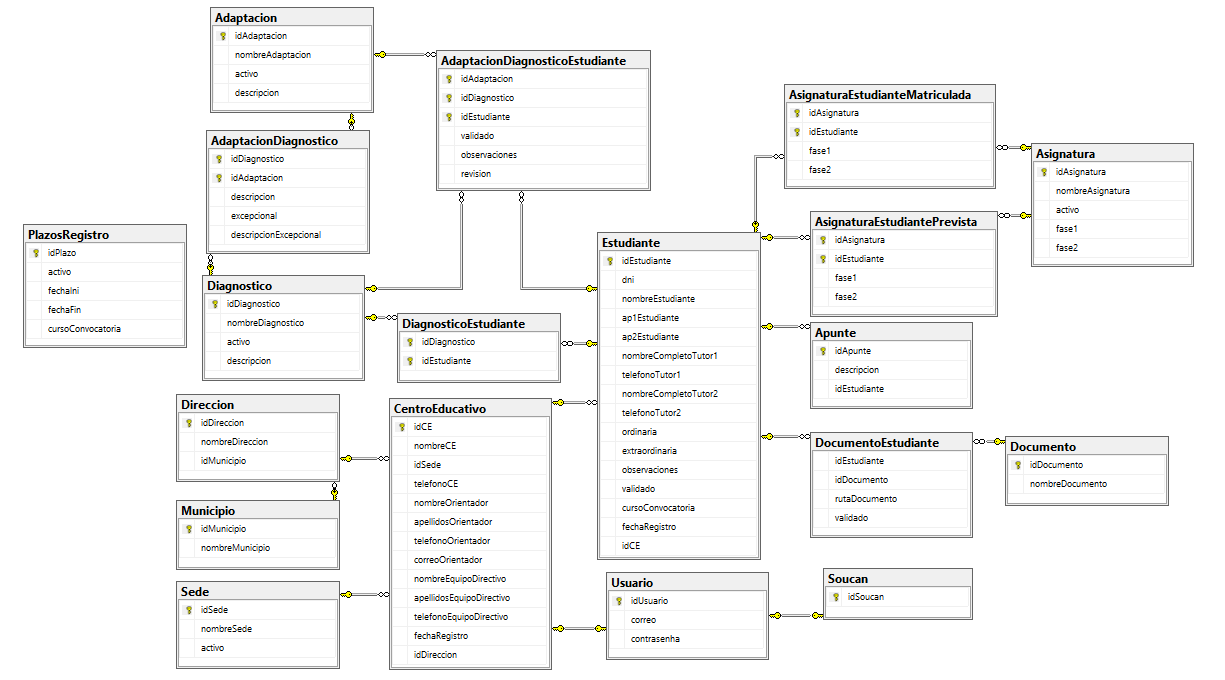 Adaptacion
idAdaptacion
nombreAdaptacion
activo
descripcion
AdaptacionDiagnosticoEstudiante
idAdaptacion
idDiagnostico
idEstudiante
validado
observaciones
revision
AsignaturaEstudianteMatriculada
idAsignatura
idEstudiante
fase1
fase2
Asignatura
idAsignatura
nombreAsignatura
activo
fase1
fase2
AdaptacionDiagnostico
idDiagnostico
idAdaptacion
descripcion
excepcional
descripcionExcepcional
AsignaturaEstudiantePrevista
idAsignatura
idEstudiante
fase1
fase2
PlazosRegistro
idPlazo
activo
fechaIni
fechaFin
cursoConvocatoria
Estudiante
idEstudiante
dni
nombreEstudiante
ap1Estudiante
ap2Estudiante
nombreCompletoTutor1
telefonoTutor1
nombreCompletoTutor2
telefonoTutor2
ordinaria
extraordinaria
observaciones
validado
cursoConvocatoria
fechaRegistro
idCE
Diagnostico
idDiagnostico
nombreDiagnostico
activo
descripcion
DiagnosticoEstudiante
idDiagnostico
idEstudiante
Apunte
idApunte
descripcion
idEstudiante
Direccion
idDireccion
nombreDireccion
idMunicipio
CentroEducativo
idCE
nombreCE
idSede
telefonoCE
nombreOrientador
apellidosOrientador
telefonoOrientador
correoOrientador
nombreEquipoDirectivo
apellidosEquipoDirectivo
telefonoEquipoDirectivo
fechaRegistro
idDireccion
DocumentoEstudiante
idEstudiante
idDocumento
rutaDocumento
validado
Documento
idDocumento
nombreDocumento
Municipio
idMunicipio
nombreMunicipio
Sede
idSede
nombreSede
activo
Usuario
idUsuario
correo
contrasenha
Soucan
idSoucan